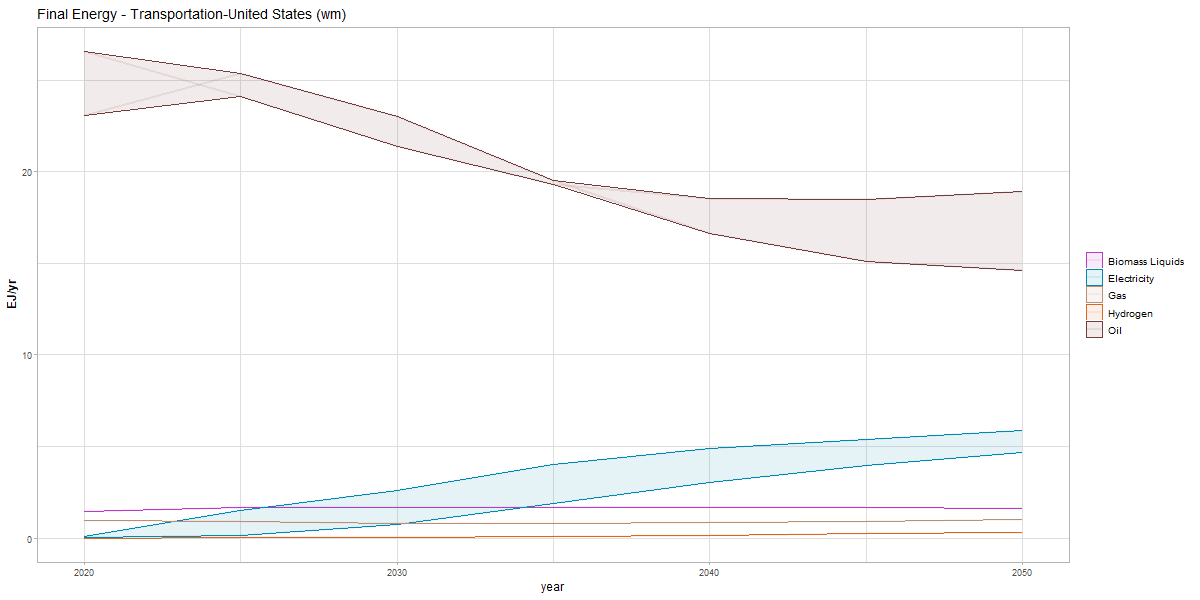 Final Energy - Transportation-United States (wm)
EJ/yr
20
10
0
2020
2030
2040
2050
year
Biomass Liquids
Electricity
Gas
Hydrogen
Oil